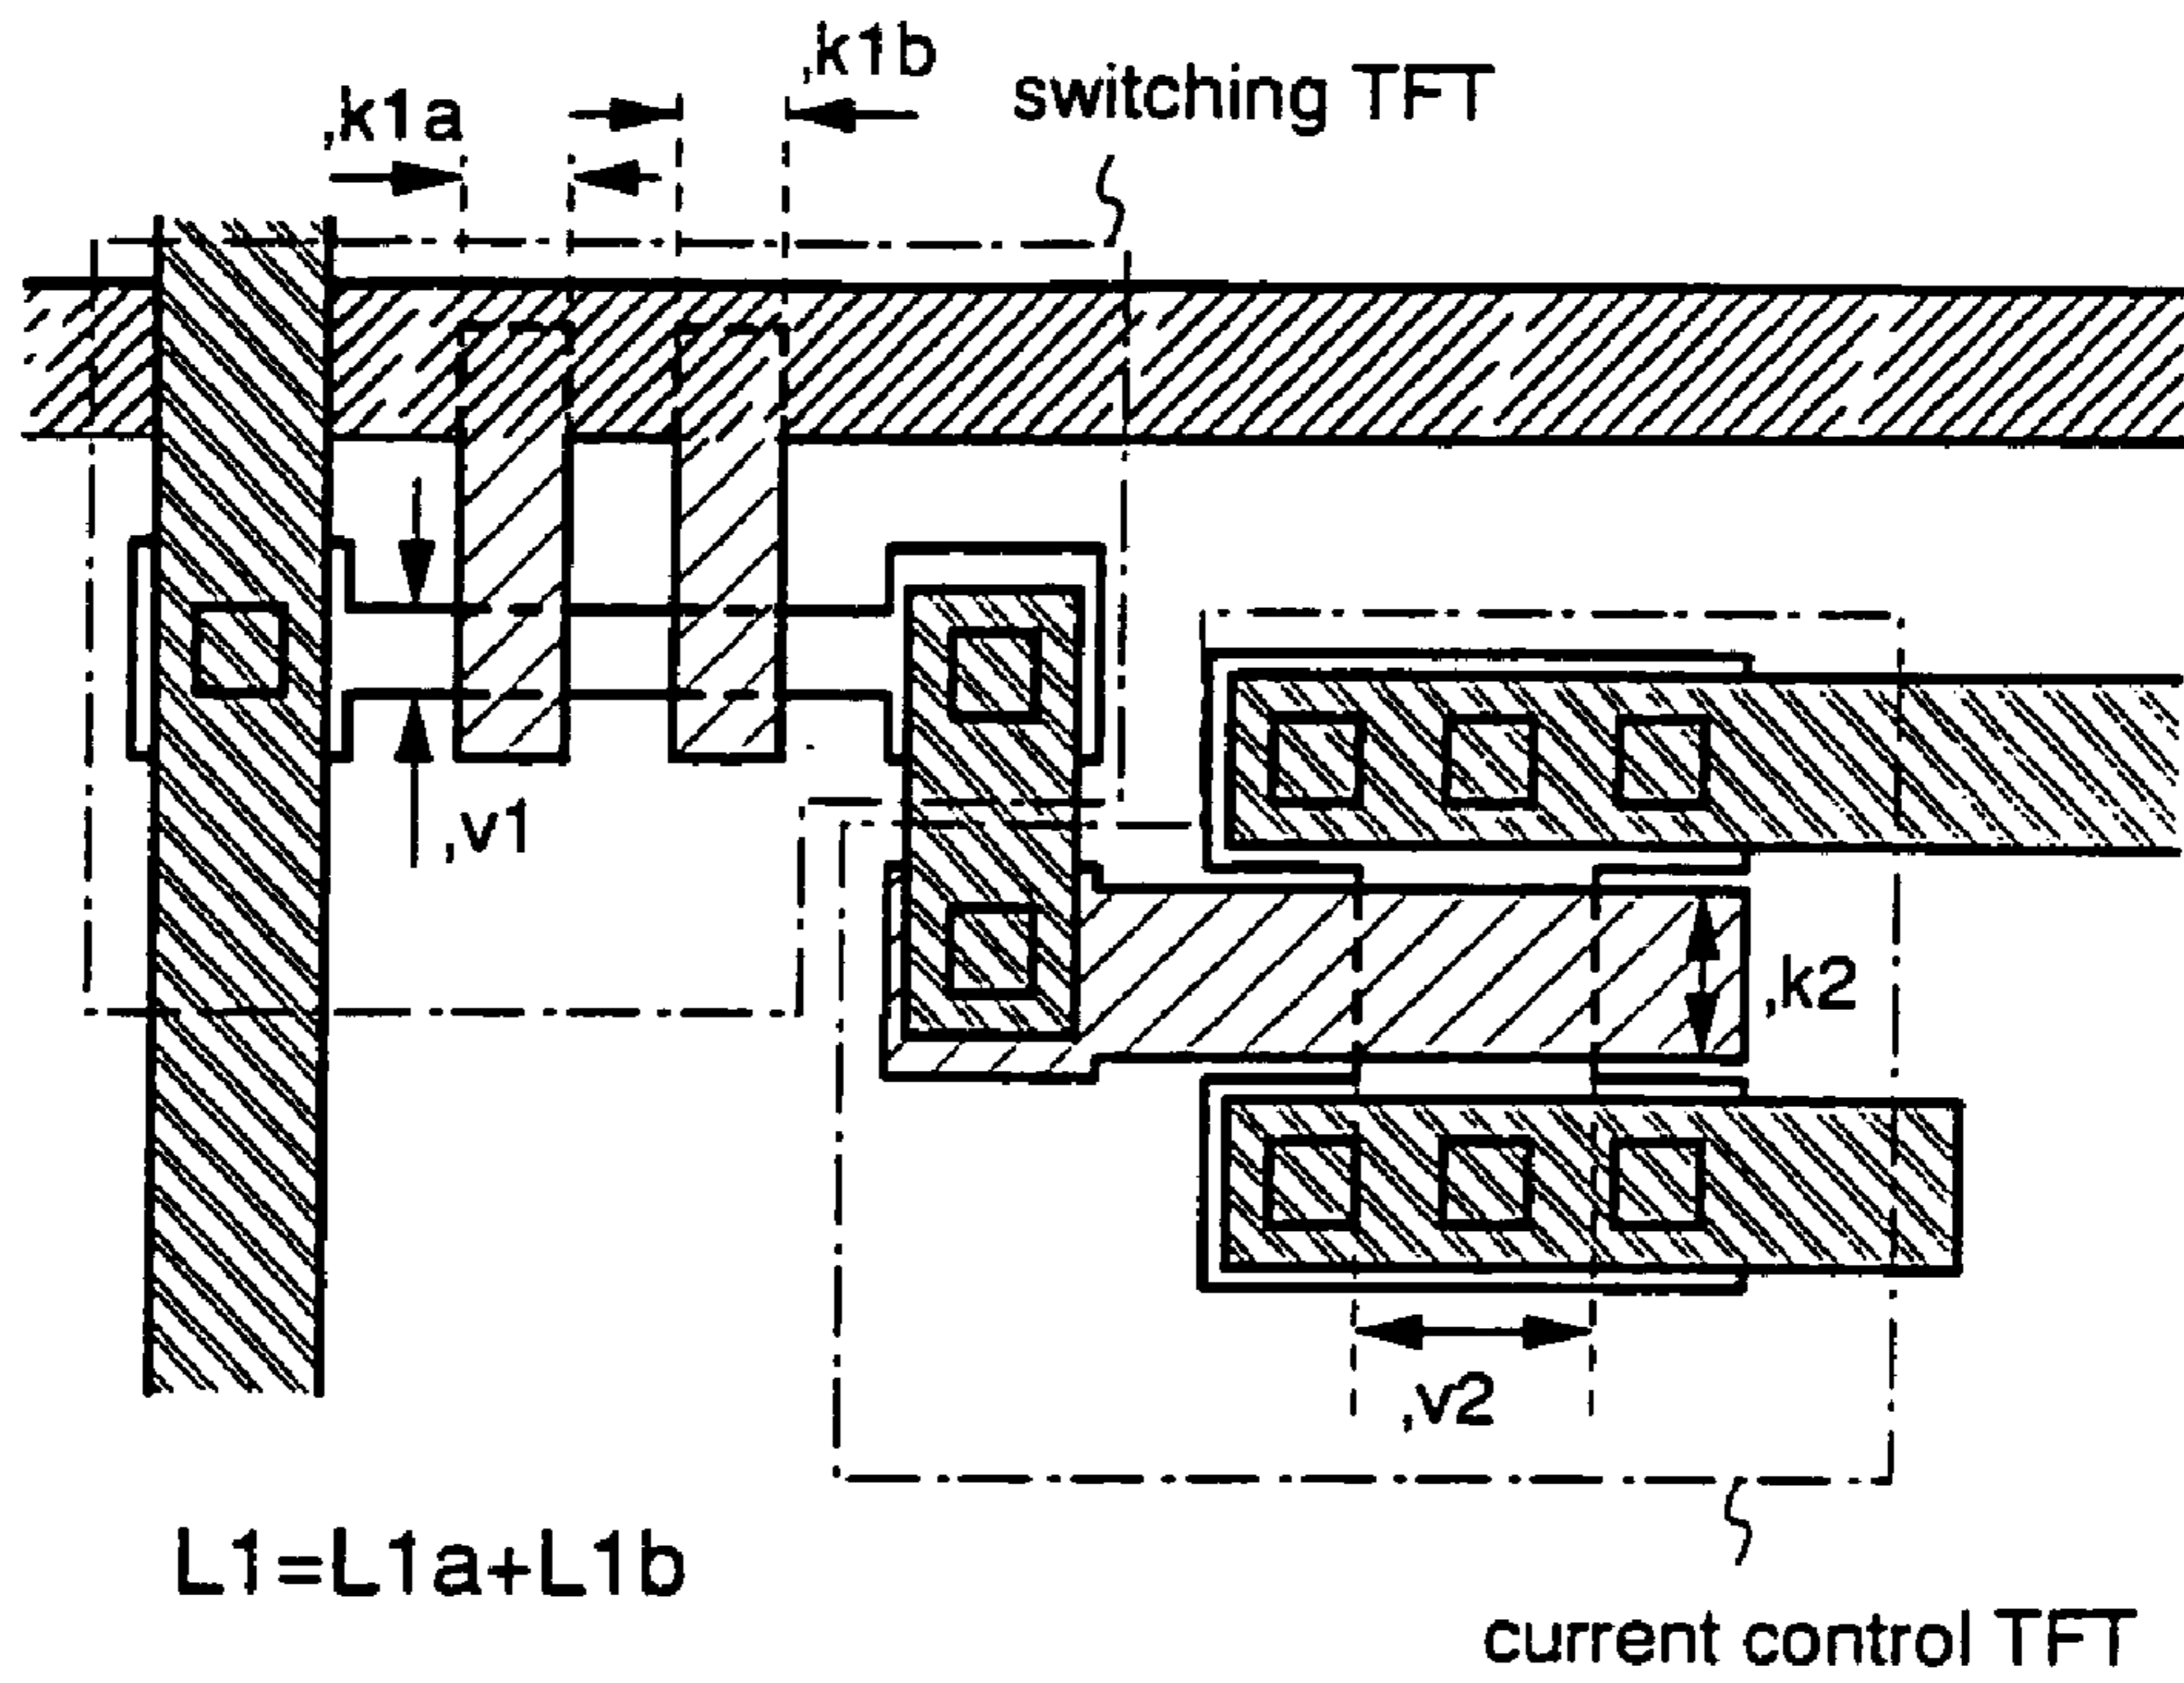 ,k1b
switching TFT
,k1a
,v1
,k2
,v2
L1=L1a+L1b
current control TFT